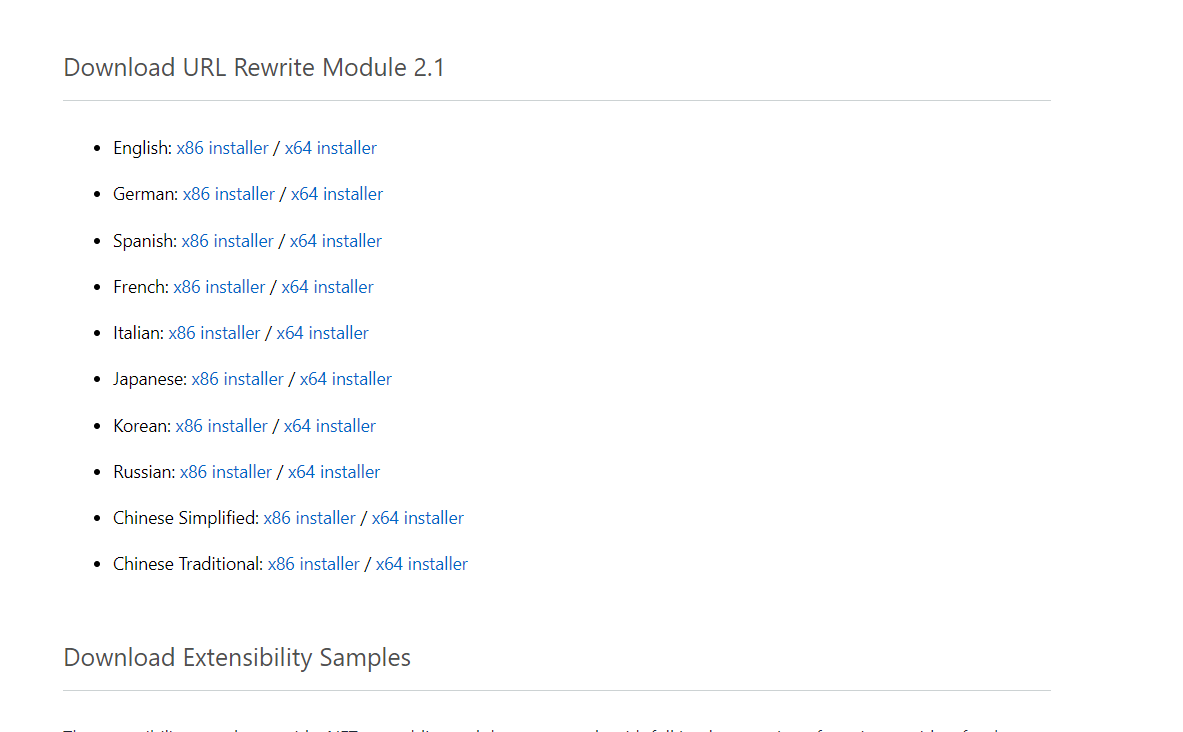 Download URL Rewrite Module 2.1
English: x86 installer / x64 installer
German: x86 installer / x64 installer
Spanish: x86 installer / x64 installer
French: x86 installer / x64 installer
Italian: x86 installer / x64 installer
Japanese: x86 installer / x64 installer
Korean: x86 installer / x64 installer
Russian: x86 installer / x64 installer
Chinese Simplified: x86 installer / x64 installer
Chinese Traditional: x86 installer / x64 installer
Download Extensibility Samples